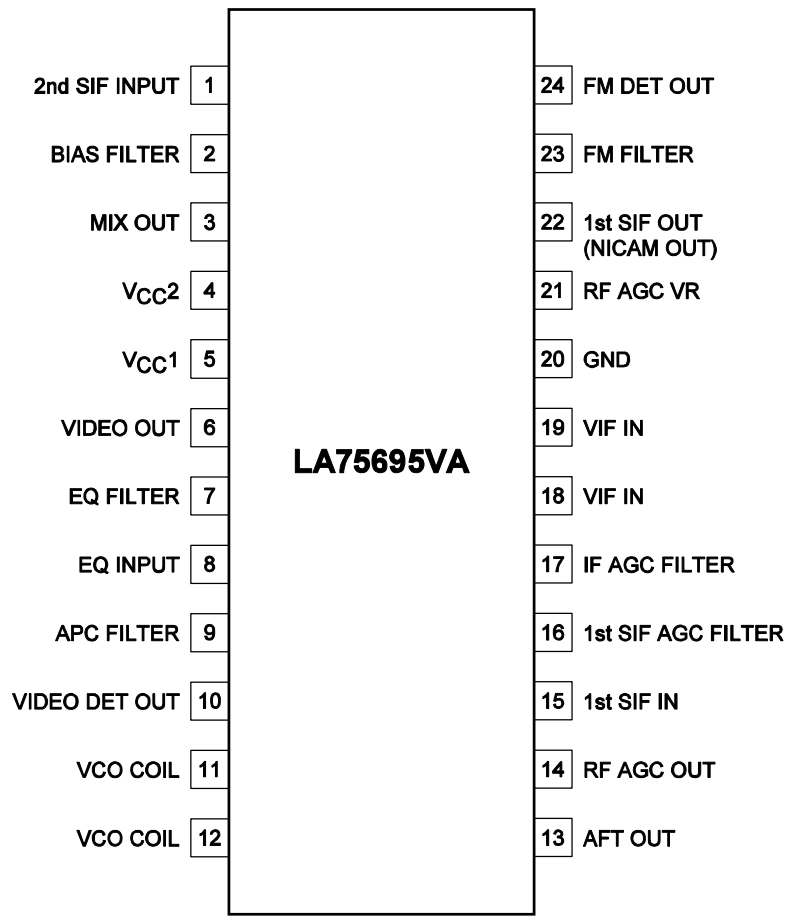 2nd SIF INPUT 1
BIAS FILTER 2
MIX OUT 3
VCC2 4
VCC1 5
VIDEO OUT 6
EQ FILTER 7
EQ INPUT 8
APC FILTER 9
VIDEO DET OUT 10
VCO COIL 11
VCO COIL 12
LA75695VA
24 FM DET OUT
23 FM FILTER
22 1st SIF OUT
(NICAM OUT)
21 RF AGC VR
20 GND
19 VIF IN
18 VIF IN
17 IF AGC FILTER
16 1st SIF AGC FILTER
15 1st SIF IN
14 RF AGC OUT
13 AFT OUT